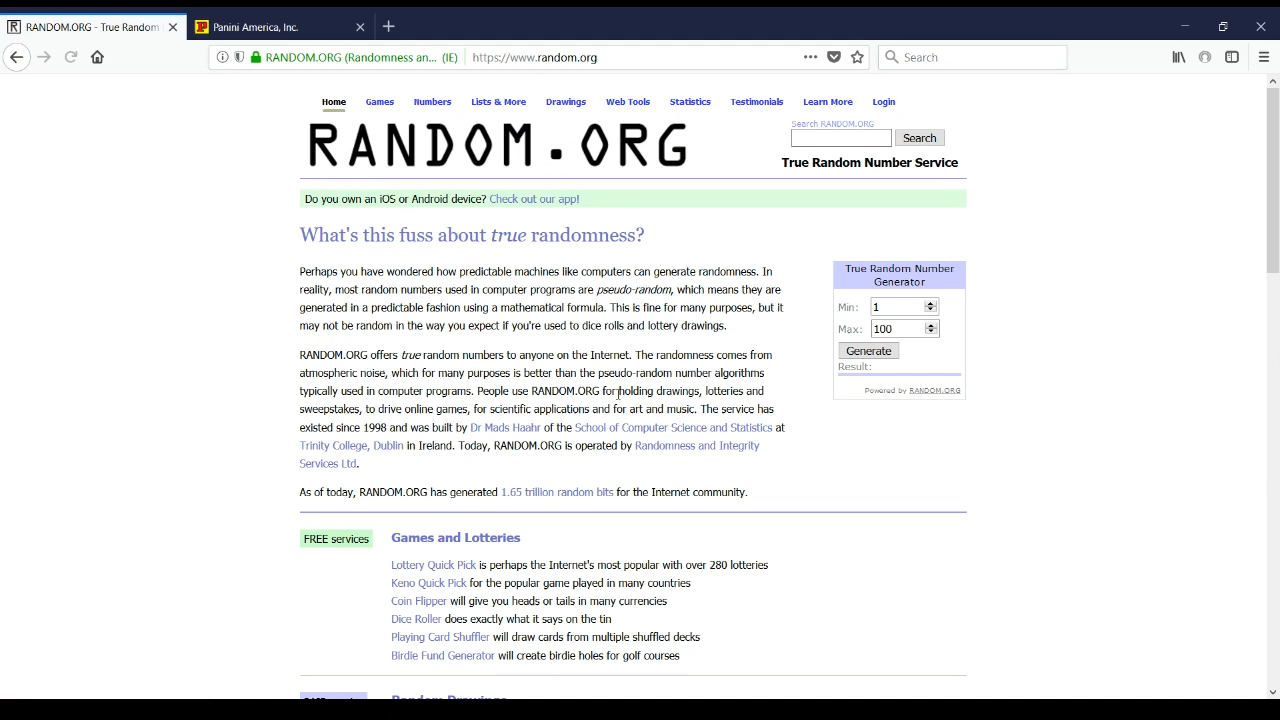 RANDOM.ORG - True Random
Panini America, Inc.
RANDOM.ORG (Randomness an... (IE)
https://www.random.org
Search
Home Games Numbers Lists & More Drawings Web Tools Statistics Testimonials Learn More Login
RANDOM.ORG
Search RANDOM.ORG
Search
True Random Number Service
Do you own an iOS or Android device? Check out our app!
What's this fuss about true randomness?
Perhaps you have wondered how predictable machines like computers can generate randomness. In
reality, most random numbers used in computer programs are pseudo-random, which means they are
generated in a predictable fashion using a mathematical formula. This is fine for many purposes, but it
may not be random in the way you expect if you're used to dice rolls and lottery drawings.
RANDOM.ORG offers true random numbers to anyone on the Internet. The randomness comes from
atmospheric noise, which for many purposes is better than the pseudo-random number algorithms
typically used in computer programs. People use RANDOM.ORG for holding drawings, lotteries and
sweepstakes, to drive online games, for scientific applications and for art and music. The service has
existed since 1998 and was built by Dr Mads Haahr of the School of Computer Science and Statistics at
Trinity College, Dublin in Ireland. Today, RANDOM.ORG is operated by Randomness and Integrity
Services Ltd.
As of today, RANDOM.ORG has generated 1.65 trillion random bits for the Internet community.
True Random Number
Generator
Min: 1
Max: 100
Generate
Result:
Powered by RANDOM.ORG
FREE services
Games and Lotteries
Lottery Quick Pick is perhaps the Internet's most popular with over 280 lotteries
Keno Quick Pick for the popular game played in many countries
Coin Flipper will give you heads or tails in many currencies
Dice Roller does exactly what it says on the tin
Playing Card Shuffler will draw cards from multiple shuffled decks
Birdie Fund Generator will create birdie holes for golf courses
Random Drawings